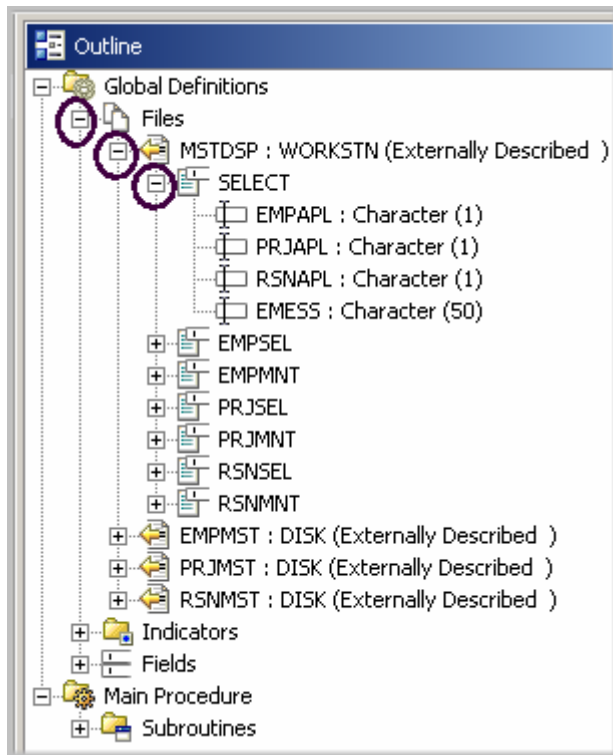 Outline
Global Definitions
Files
MSTDSP : WORKSTN (Externally Described  )
SELECT
EMPAPL : Character (1)
PRJAPL : Character (1)
RSNAPL : Character (1)
EMESS : Character (50)
EMPSEL
EMPMNT
PRJSEL
PRJMNT
RSNSEL
RSNMNT
EMPMST : DISK (Externally Described  )
PRJMST : DISK (Externally Described  )
RSNMST : DISK (Externally Described  )
Indicators
Fields
Main Procedure
Subroutines